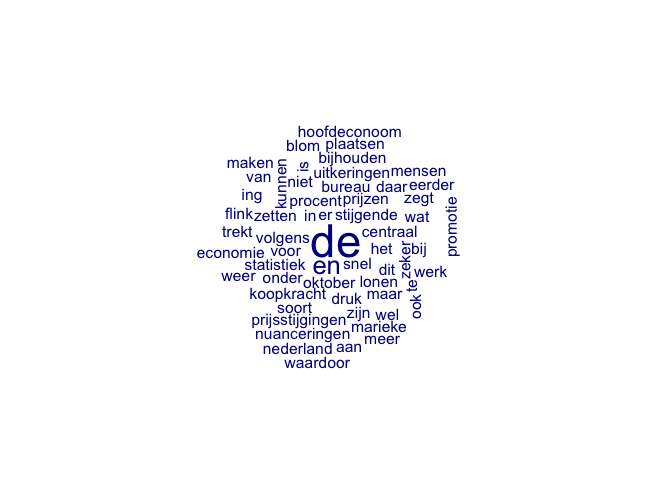 hoofdeconoom
blom plaatsen
maken bijhouden
van kunnen niet is uitkeringen mensen
ing bureau daar eerder
procent prijzen zegt
flink zetten in er stijgende wat promotie
trekt volgens de centraal
economie voor het bij
statistiek en snel dit zeker werk
weer onder oktober lonen te
koopkracht druk maar ook
soort zijn wel
prijsstijgingen marieke
nuanceringen meer
nederland aan
waardoor